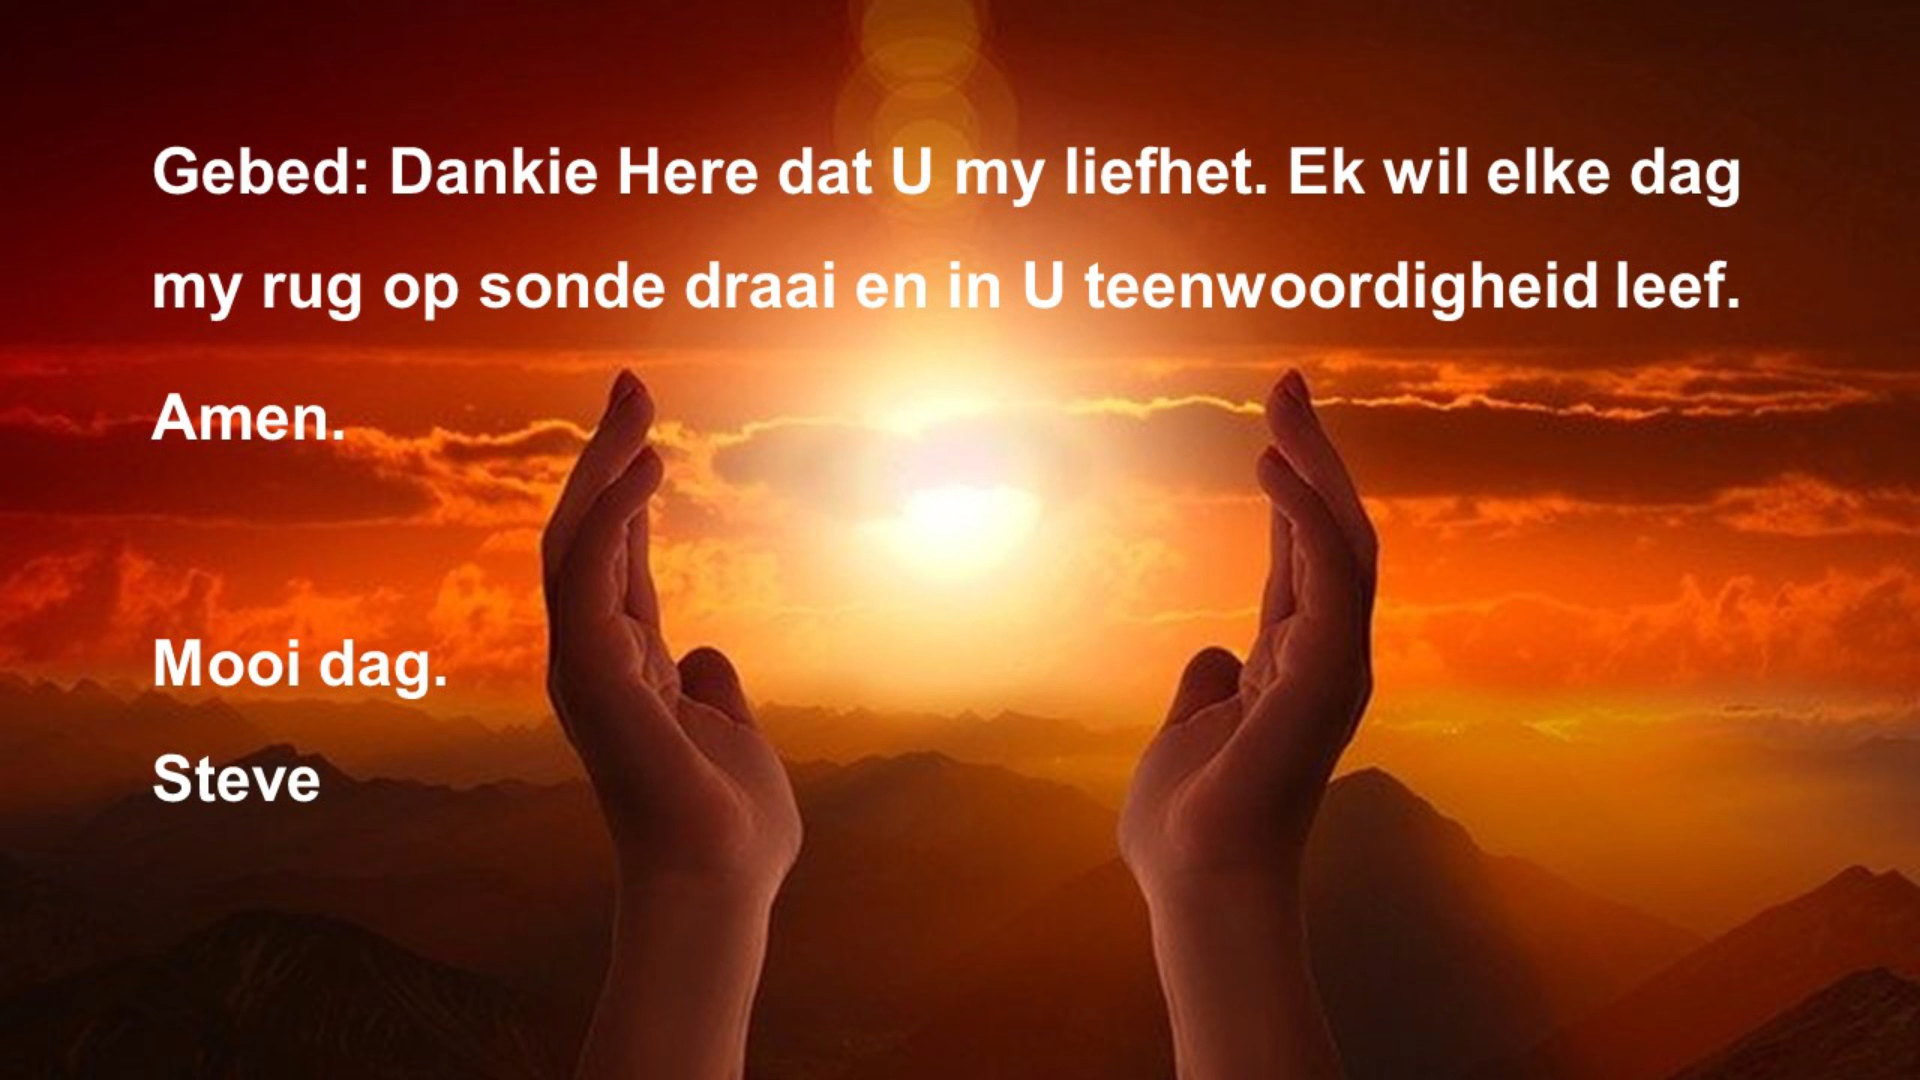 Gebed: Dankie Here dat U my liefhet. Ek wil elke dag
my rug op sonde draai en in U teenwoordigheid leef.
Amen.
Mooi dag.
Steve